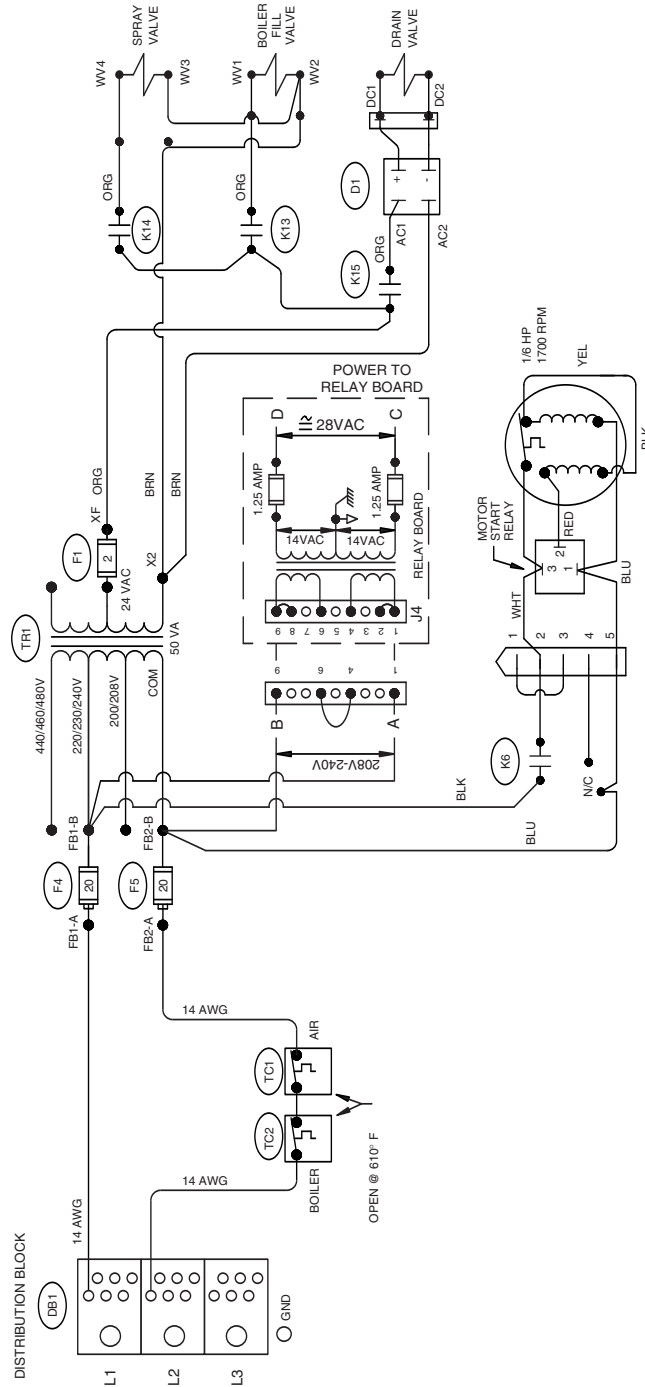 DISTRIBUTION BLOCK
DB1
L1
L2
L3
GND
14 AWG
14 AWG
BOILER
TC2
TC1
AIR
OPEN @ 610° F
14 AWG
FB1-A
FB2-A
F4
20
F5
20
FB1-B
FB2-B
440/460/480V
220/230/240V
200/208V
COM
TR1
50 VA
24 VAC
F1
2
XF
X2
ORG
BRN
BRN
K14
ORG
K13
ORG
K15
ORG
WV4
WV3
SPRAY
VALVE
WV1
WV2
BOILER
FILL
VALVE
D1
AC1
AC2
+
-
DC1
DC2
DRAIN
VALVE
208V-240V
B
A
9
6
4
1
POWER TO
RELAY BOARD
RELAY BOARD
J4
9
8
7
6
5
4
3
2
1
14VAC
14VAC
1.25 AMP
1.25 AMP
≅ 28VAC
D
C
BLK
BLU
K6
N/C
1
2
3
4
5
WHT
BLU
MOTOR
START
RELAY
3
2
1
RED
1/6 HP
1700 RPM
YEL
BLK